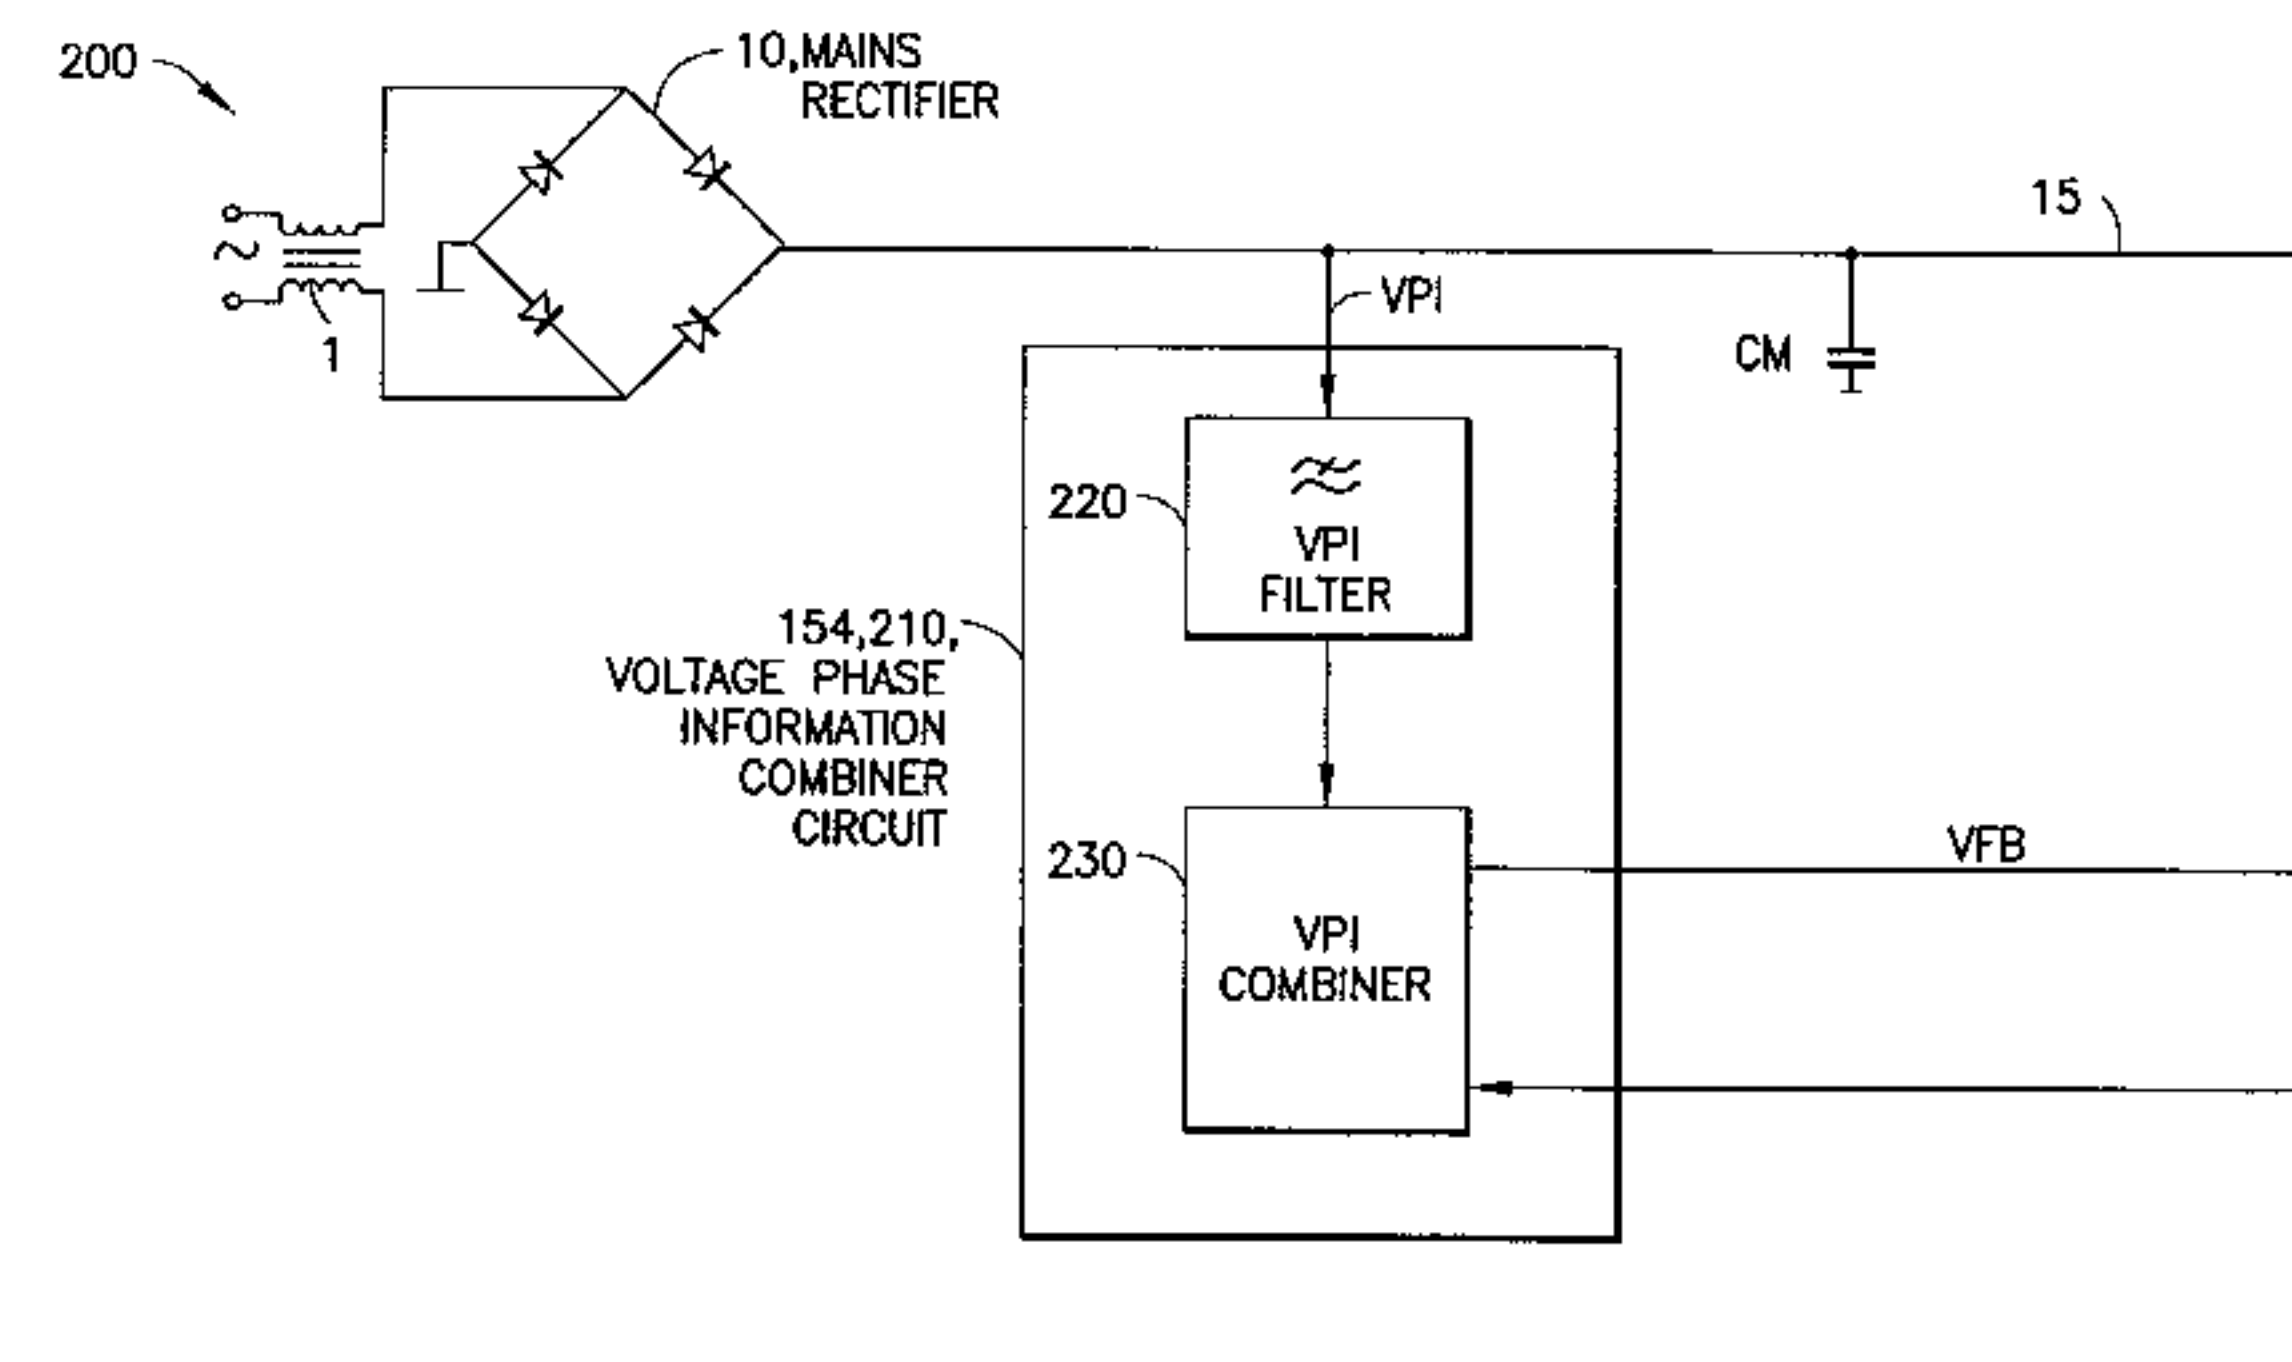 200
10,MAINS
RECTIFIER
15
VPI
1
CM
220
VPI
FILTER
154,210,
VOLTAGE PHASE
INFORMATION
COMBINER
CIRCUIT
VFB
230
VPI
COMBINER